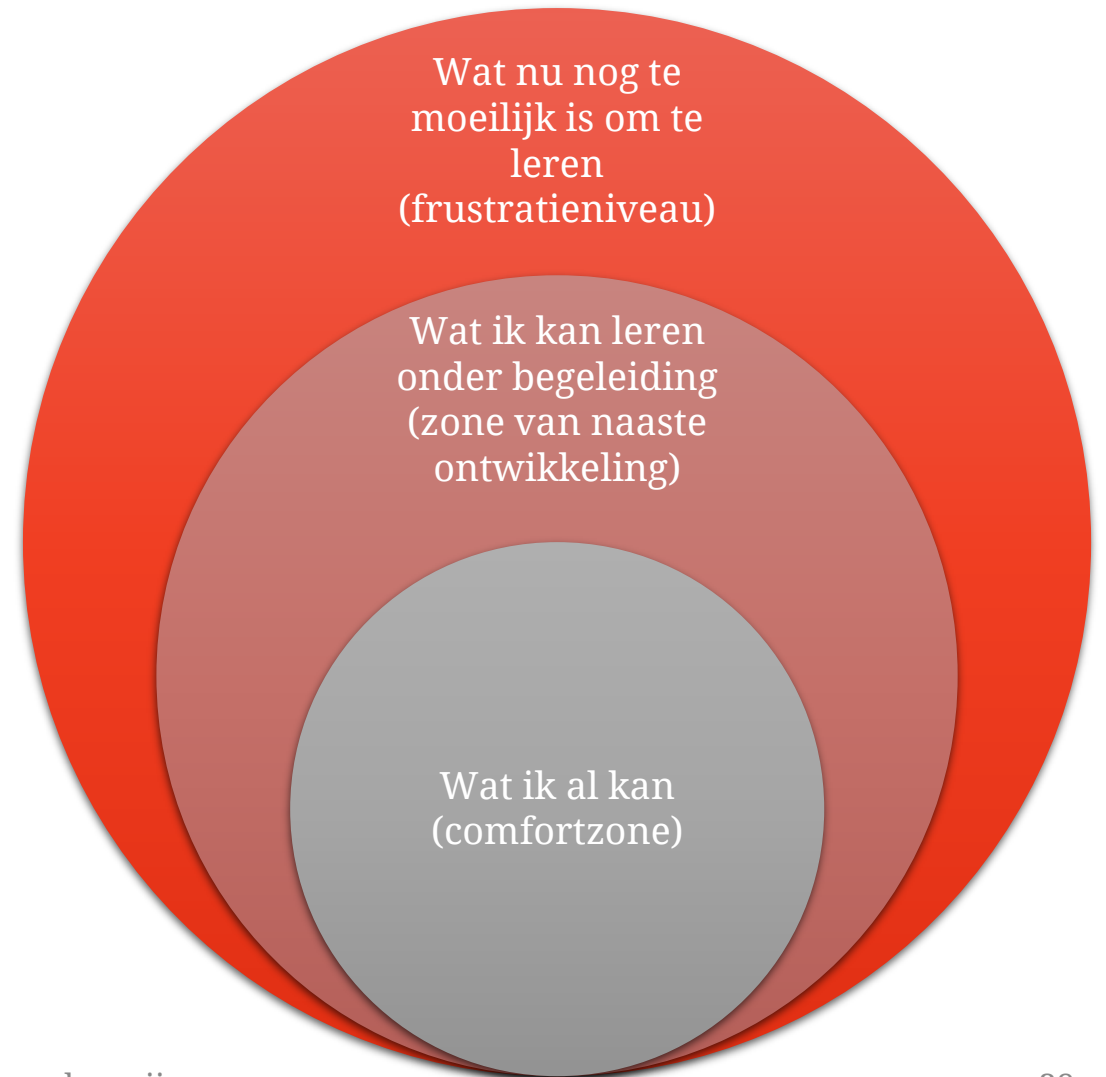 Wat nu nog te
moeilijk is om te
leren
(frustratieniveau)
Wat ik kan leren
onder begeleiding
(zone van naaste
ontwikkeling)
Wat ik al kan
(comfortzone)